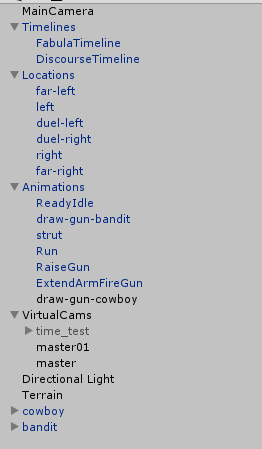 MainCamera
Timelines
FabulaTimeline
DiscourseTimeline
Locations
far-left
left
duel-left
duel-right
right
far-right
Animations
ReadyIdle
draw-gun-bandit
strut
Run
RaiseGun
ExtendArmFireGun
draw-gun-cowboy
VirtualCams
time_test
master01
master
Directional Light
Terrain
cowboy
bandit